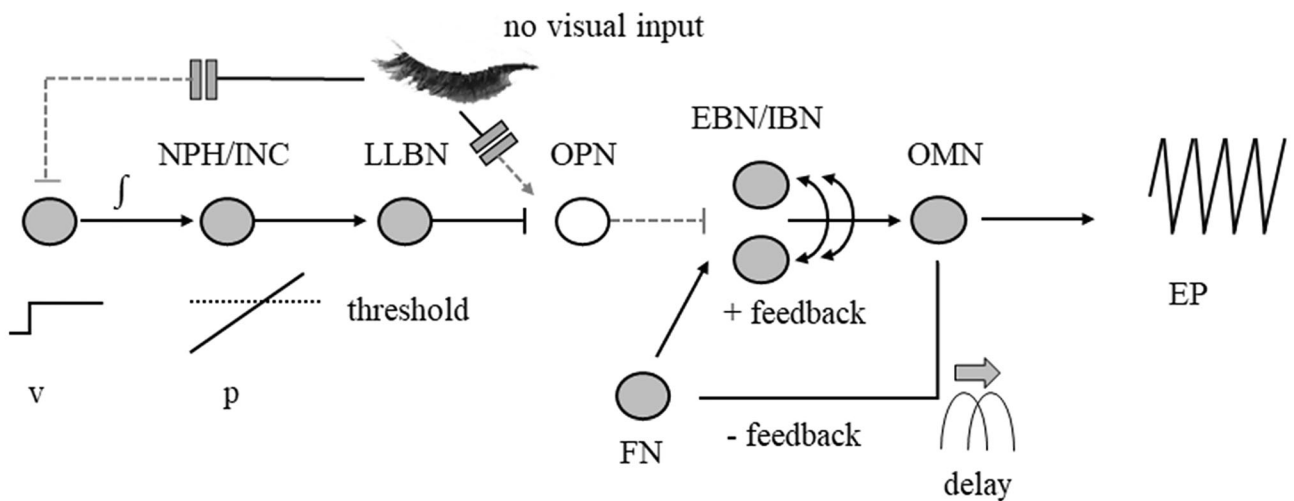 no visual input
EBN/IBN
NPH/INC
LLBN
OPN
OMN
∫
threshold
+ feedback
EP
v
p
FN
- feedback
delay